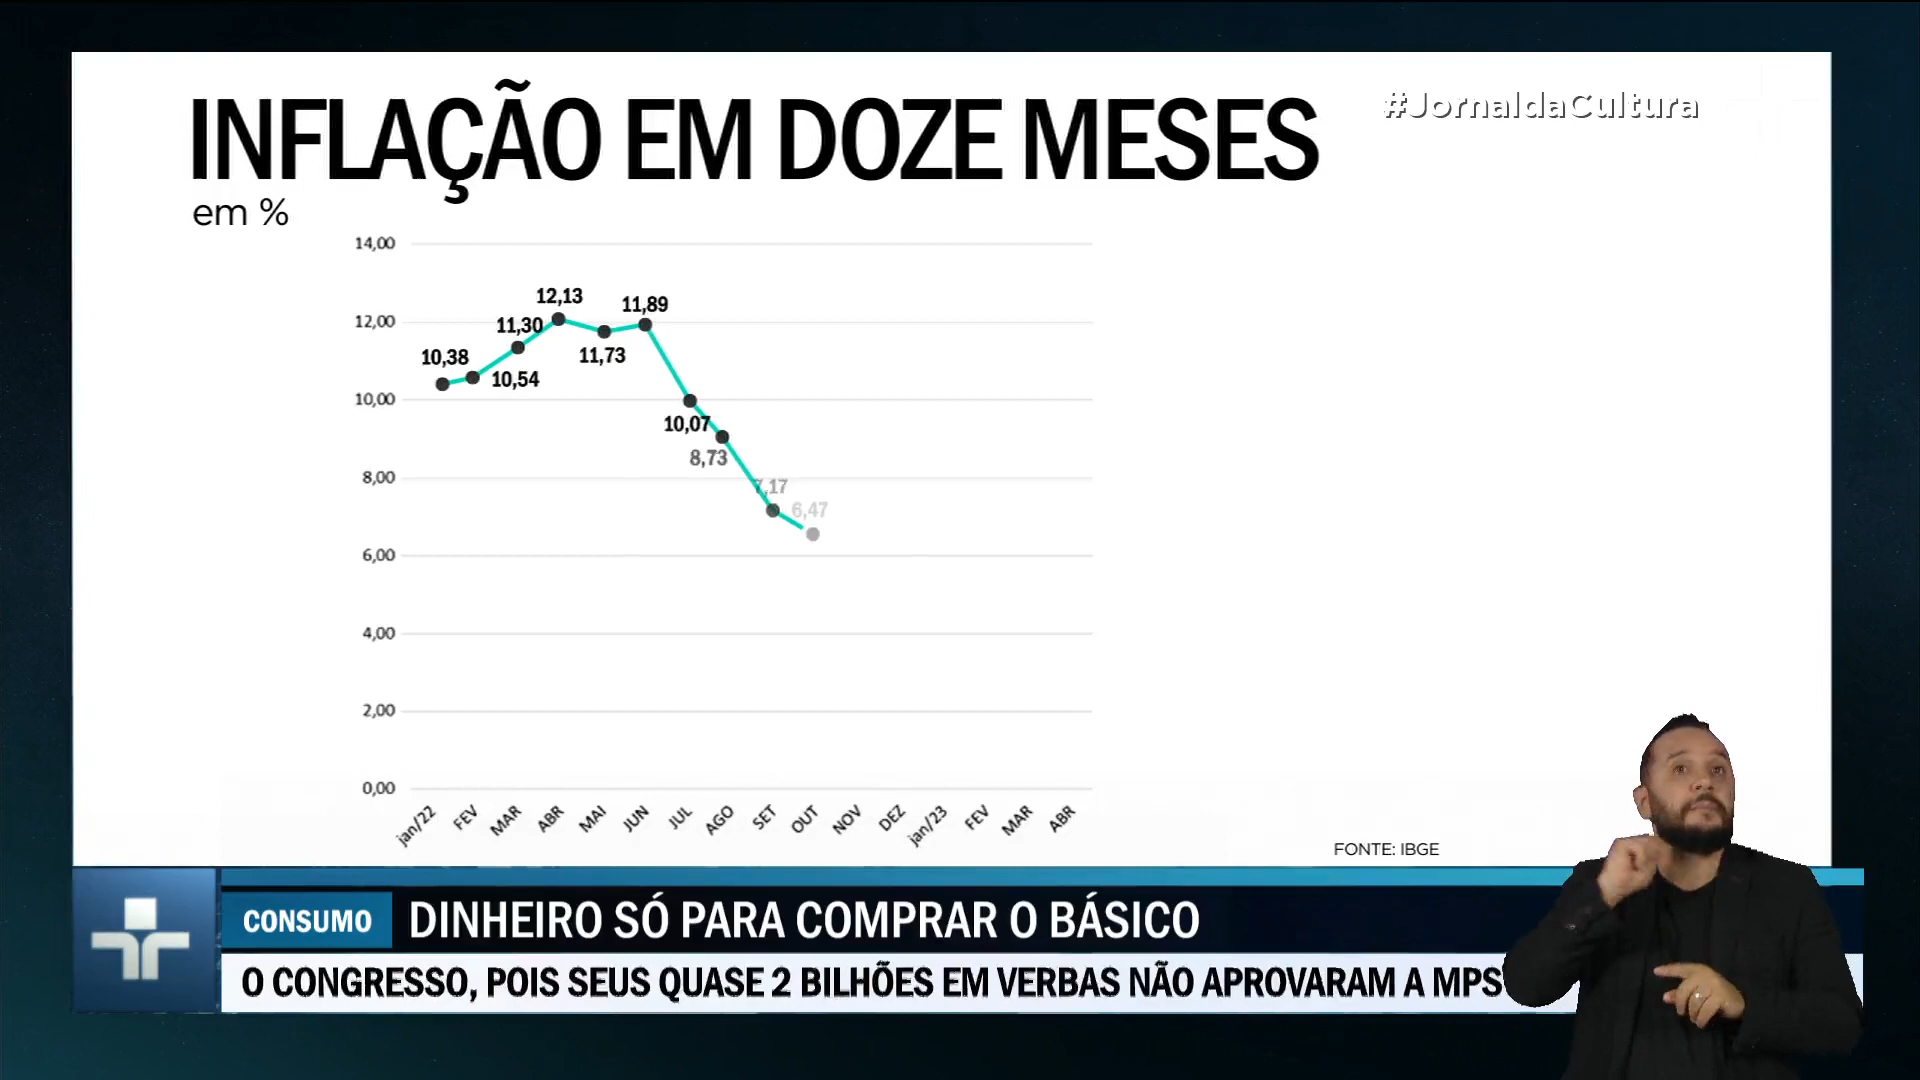 INFLAÇÃO EM DOZE MESES
#JornaldaCultura
em %
14,00
12,00
10,00
8,00
6,00
4,00
2,00
0,00
10,38
10,54
11,30
12,13
11,73
11,89
10,07
8,73
7,17
6,47
jan/22 FEV MAR ABR MAI JUN JUL AGO SET OUT NOV DEZ jan/23 FEV MAR ABR
FONTE: IBGE
CONSUMO DINHEIRO SÓ PARA COMPRAR O BÁSICO
O CONGRESSO, POIS SEUS QUASE 2 BILHÕES EM VERBAS NÃO APROVARAM A MPS